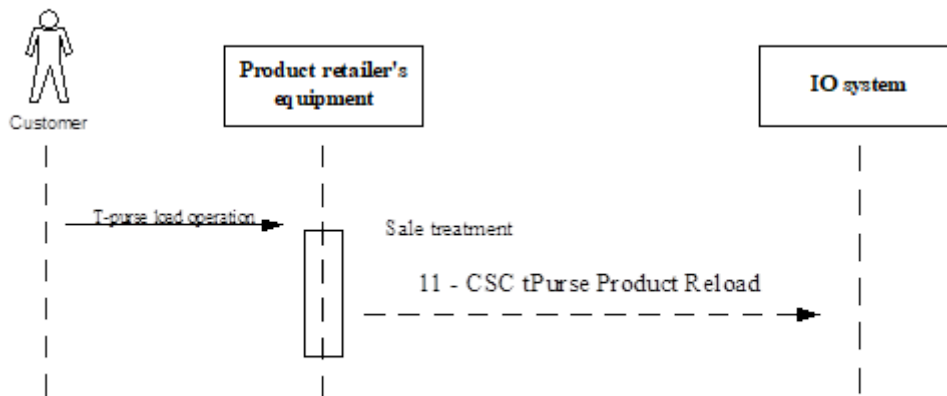 Product retailer's
equipment
IO system
Customer
T-purse load operation
Sale treatment
11 - CSC tPurse Product Reload